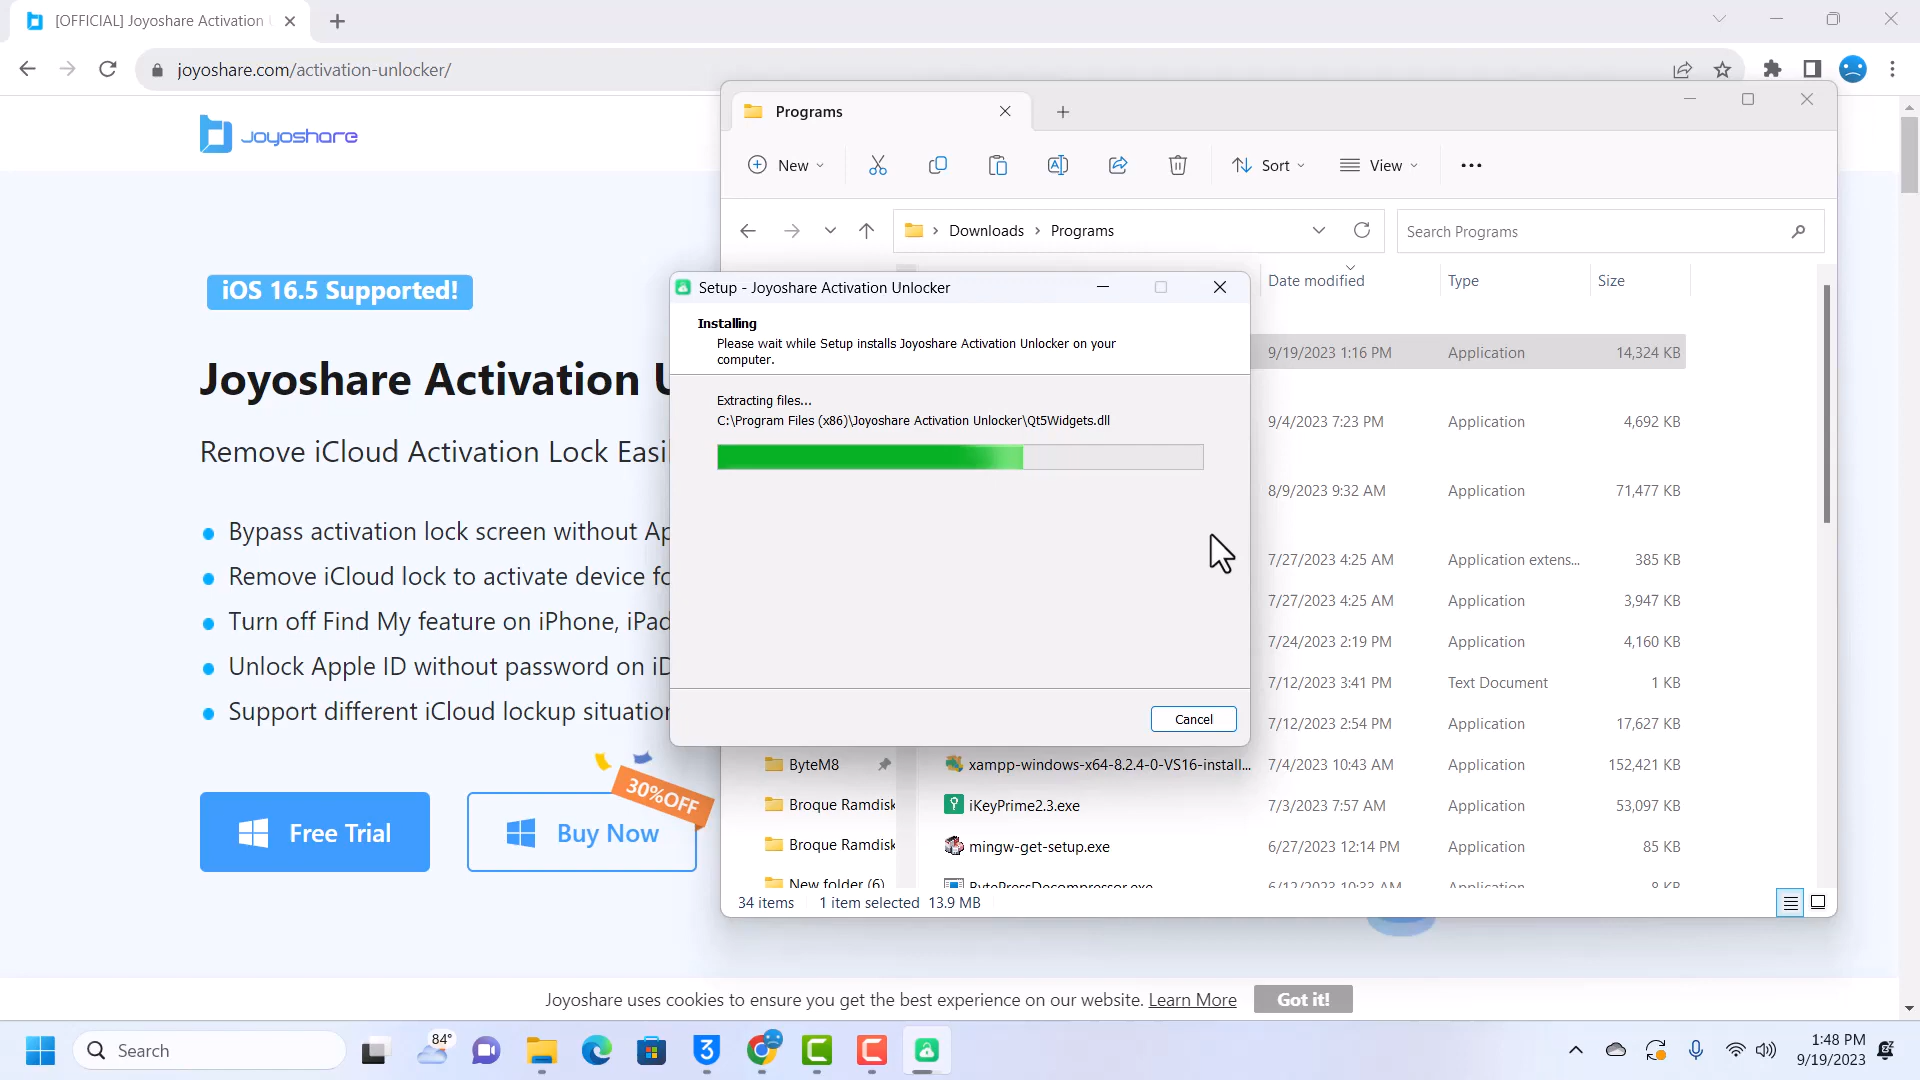 [OFFICIAL] Joyoshare Activation
joyoshare.com/activation-unlocker/
Joyoshare
iOS 16.5 Supported!
Joyoshare Activation
Remove iCloud Activation Lock Easi
Bypass activation lock screen without Ap
Remove iCloud lock to activate device fo
Turn off Find My feature on iPhone, iPad
Unlock Apple ID without password on iD
Support different iCloud lockup situation
30%OFF
Free Trial
Buy Now
Programs
New
Sort
View
Downloads
Programs
Search Programs
Date modified
Type
Size
9/19/2023 1:16 PM Application 14,324 KB
9/4/2023 7:23 PM Application 4,692 KB
8/9/2023 9:32 AM Application 71,477 KB
7/27/2023 4:25 AM Application extens... 385 KB
7/27/2023 4:25 AM Application 3,947 KB
7/24/2023 2:19 PM Application 4,160 KB
7/12/2023 3:41 PM Text Document 1 KB
7/12/2023 2:54 PM Application 17,627 KB
xampp-windows-x64-8.2.4-0-VS16-install... 7/4/2023 10:43 AM Application 152,421 KB
iKeyPrime2.3.exe 7/3/2023 7:57 AM Application 53,097 KB
mingw-get-setup.exe 6/27/2023 12:14 PM Application 85 KB
BytePressDecompressor.exe 6/12/2023 10:33 AM Application 8 KB
ByteM8
Broque Ramdisk
Broque Ramdisk
New folder (6)
34 items
1 item selected 13.9 MB
Setup - Joyoshare Activation Unlocker
Installing
Please wait while Setup installs Joyoshare Activation Unlocker on your
computer.
Extracting files...
C:\Program Files (x86)\Joyoshare Activation Unlocker\Qt5Widgets.dll
Cancel
Joyoshare uses cookies to ensure you get the best experience on our website. Learn More
Got it!
Search
84°
3
1:48 PM
9/19/2023